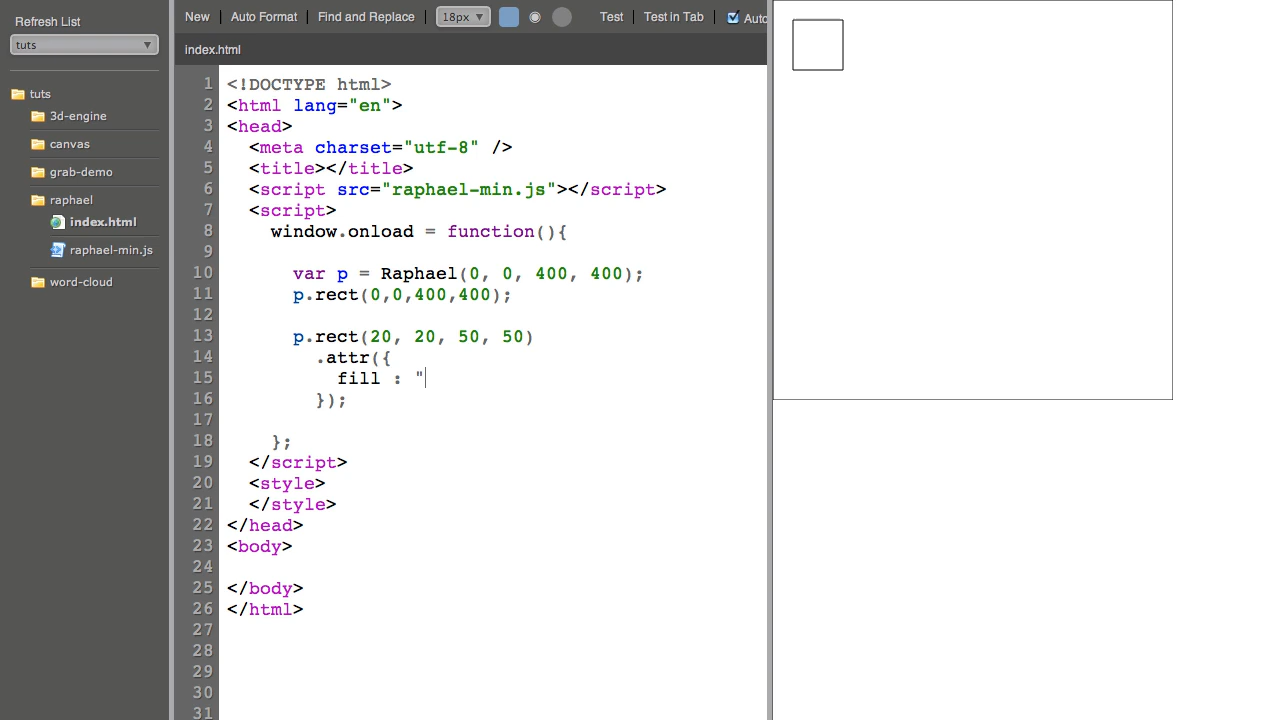 Refresh List
tuts
tuts
3d-engine
canvas
grab-demo
raphael
index.html
raphael-min.js
word-cloud
New Auto Format Find and Replace 18px Test Test in Tab Auto
index.html
1 <!DOCTYPE html>
2 <html lang="en">
3 <head>
4 <meta charset="utf-8" />
5 <title></title>
6 <script src="raphael-min.js"></script>
7 <script>
8 window.onload = function(){
9
10 var p = Raphael(0, 0, 400, 400);
11 p.rect(0,0,400,400);
12
13 p.rect(20, 20, 50, 50)
14 .attr({
15 fill : "
16 });
17
18 };
19 </script>
20 <style>
21 </style>
22 </head>
23 <body>
24
25 </body>
26 </html>
27
28
29
30
31